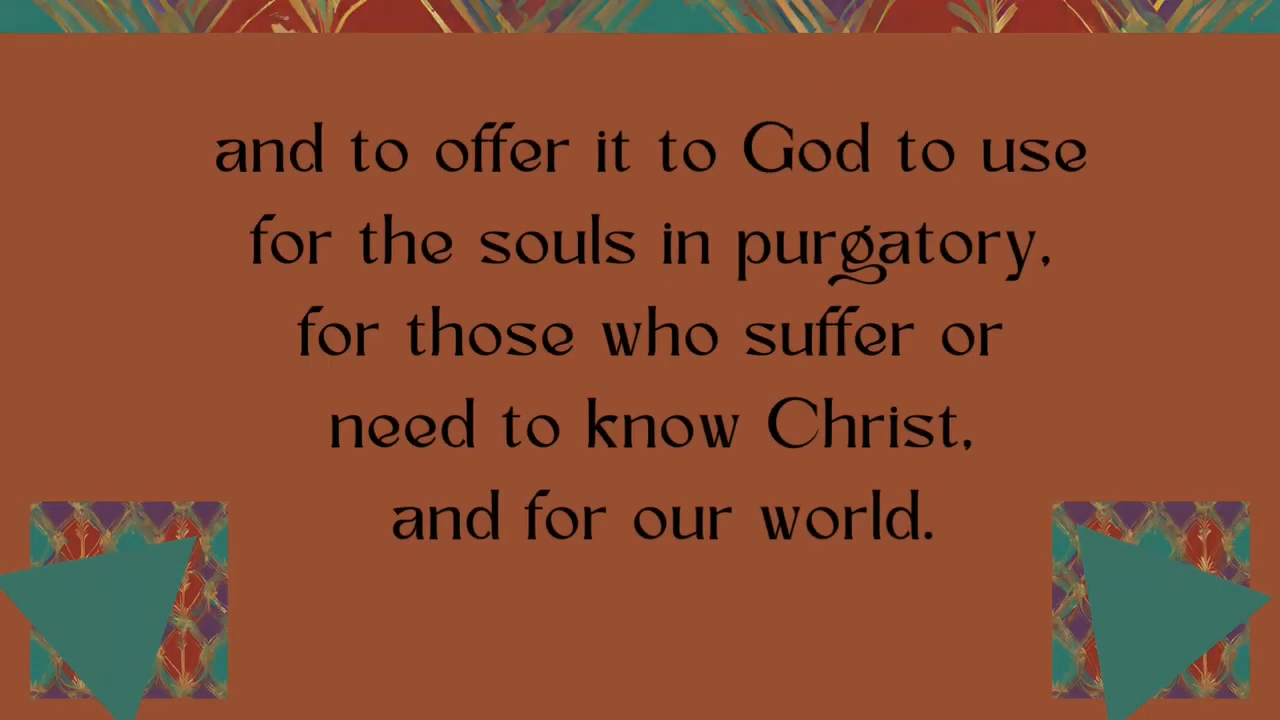 and to offer it to God to use
for the souls in purgatory,
for those who suffer or
need to know Christ,
and for our world.